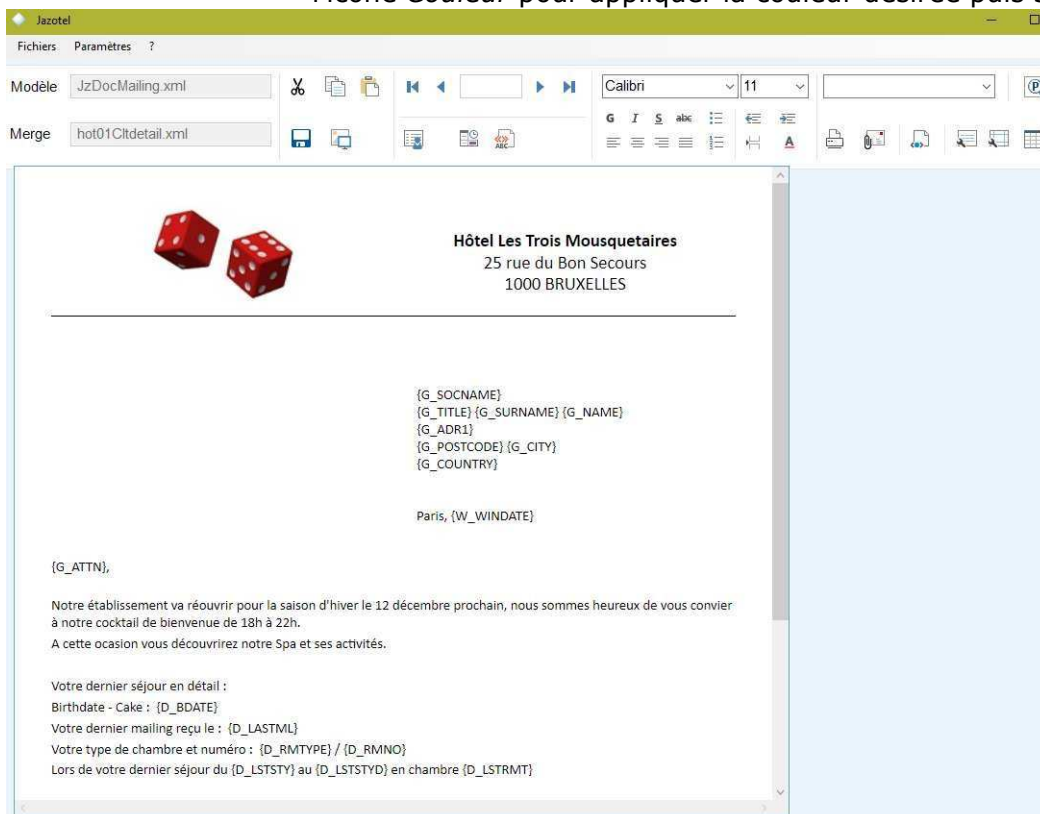 l'icône Couleur pour appliquer la couleur désirée puis
Jazotel
Fichiers Paramètres ?
Modèle JzDocMailing.xml
Calibri 11
Merge hot01Cltdetail.xml
G I S abc
ABC
A
Hôtel Les Trois Mousquetaires
25 rue du Bon Secours
1000 BRUXELLES
{G_SOCNAME}
{G_TITLE} {G_SURNAME} {G_NAME}
{G_ADR1}
{G_POSTCODE} {G_CITY}
{G_COUNTRY}
Paris, {W_WINDATE}
{G_ATTN},
Notre établissement va réouvrir pour la saison d'hiver le 12 décembre prochain, nous sommes heureux de vous convier
à notre cocktail de bienvenue de 18h à 22h.
A cette ocasion vous découvrirez notre Spa et ses activités.
Votre dernier séjour en détail :
Birthdate - Cake : {D_BDATE}
Votre dernier mailing reçu le : {D_LASTML}
Votre type de chambre et numéro : {D_RMTYPE} / {D_RMNO}
Lors de votre dernier séjour du {D_LSTSTY} au {D_LSTSTYD} en chambre {D_LSTRMT}